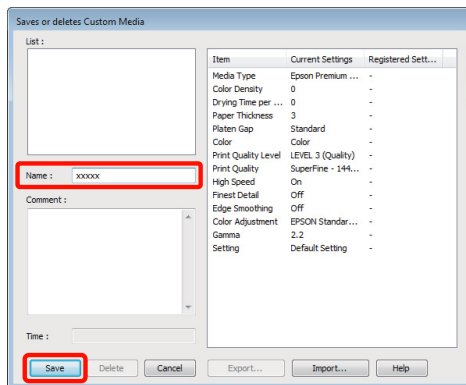 Saves or deletes Custom Media
List :
Item Current Settings Registered Sett...
Media Type Epson Premium ... -
Color Density 0 -
Drying Time per ... 0 -
Paper Thickness 3 -
Platen Gap Standard -
Color Color -
Print Quality Level LEVEL 3 (Quality) -
Print Quality SuperFine - 144... -
High Speed On -
Finest Detail Off -
Edge Smoothing Off -
Color Adjustment EPSON Standar... -
Gamma 2.2 -
Setting Default Setting -
Name : xxxxx
Comment :
Time :
Save Delete Cancel Export... Import... Help